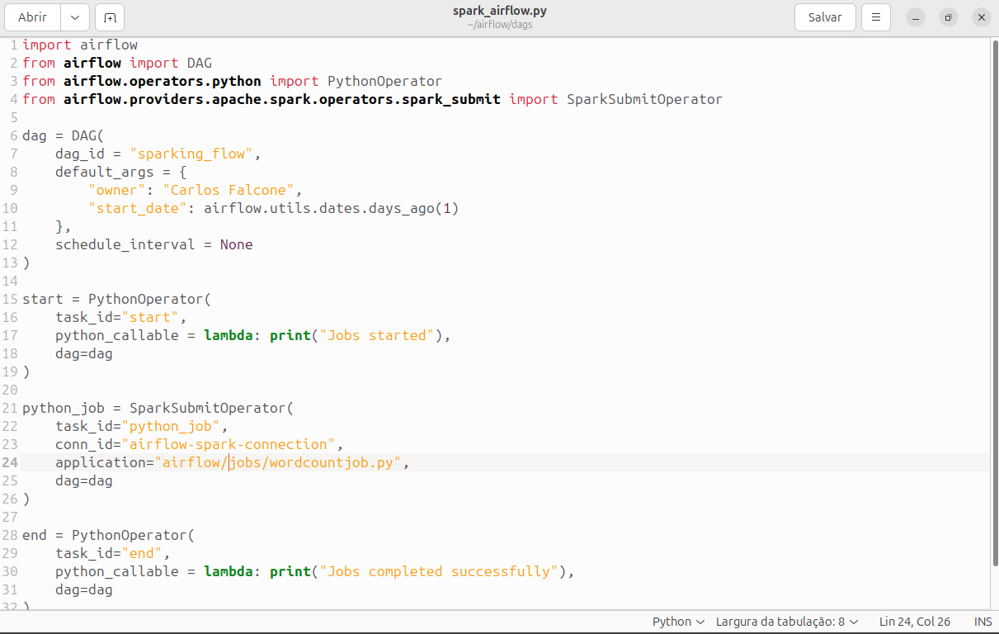 Abrir
spark_airflow.py
~/airflow/dags
Salvar
1 import airflow
2 from airflow import DAG
3 from airflow.operators.python import PythonOperator
4 from airflow.providers.apache.spark.operators.spark_submit import SparkSubmitOperator
5
6 dag = DAG(
7     dag_id = "sparking_flow",
8     default_args = {
9         "owner": "Carlos Falcone",
10         "start_date": airflow.utils.dates.days_ago(1)
11     },
12     schedule_interval = None
13 )
14
15 start = PythonOperator(
16     task_id="start",
17     python_callable = lambda: print("Jobs started"),
18     dag=dag
19 )
20
21 python_job = SparkSubmitOperator(
22     task_id="python_job",
23     conn_id="airflow-spark-connection",
24     application="airflow/jobs/wordcountjob.py",
25     dag=dag
26 )
27
28 end = PythonOperator(
29     task_id="end",
30     python_callable = lambda: print("Jobs completed successfully"),
31     dag=dag
32 )
Python Largura da tabulação: 8 Lin 24, Col 26 INS